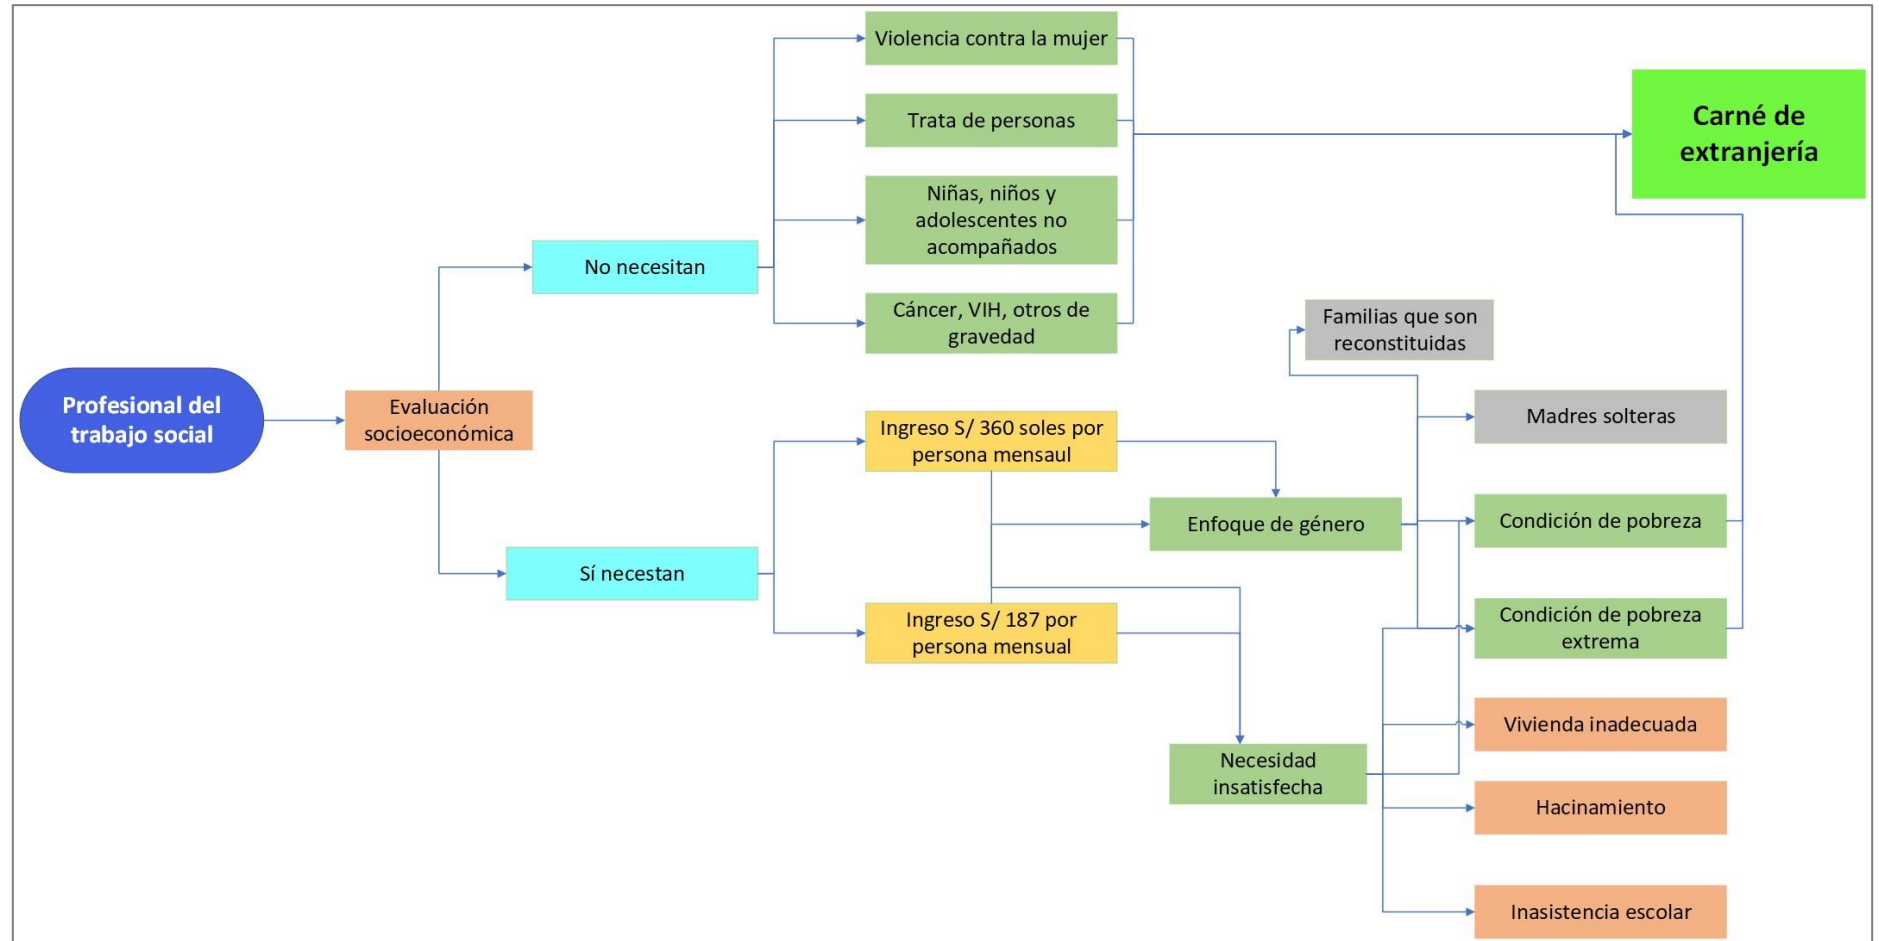 Violencia contra la mujer
Trata de personas
Niñas, niños y
adolescentes no
acompañados
Cáncer, VIH, otros de
gravedad
Carné de
extranjería
No necesitan
Profesional del
trabajo social
Evaluación
socioeconómica
Sí necestan
Ingreso S/ 360 soles por
persona mensaul
Ingreso S/ 187 por
persona mensual
Enfoque de género
Necesidad
insatisfecha
Familias que son
reconstituidas
Madres solteras
Condición de pobreza
Condición de pobreza
extrema
Vivienda inadecuada
Hacinamiento
Inasistencia escolar